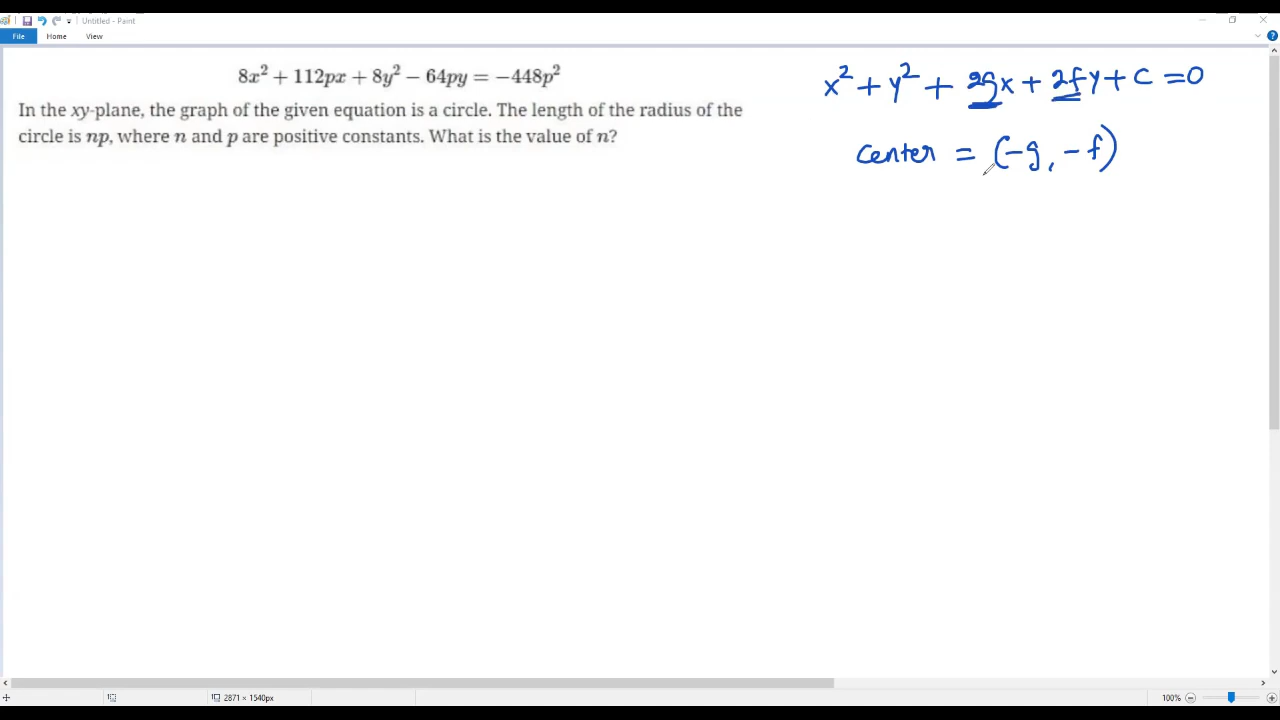 Untitled - Paint
File Home View
8x² + 112px + 8y² − 64py = −448p²
In the xy-plane, the graph of the given equation is a circle. The length of the radius of the
circle is np, where n and p are positive constants. What is the value of n?
x² + y² + 2gx + 2fy + c = 0
center = (-g, -f)
2871 × 1540px
100%